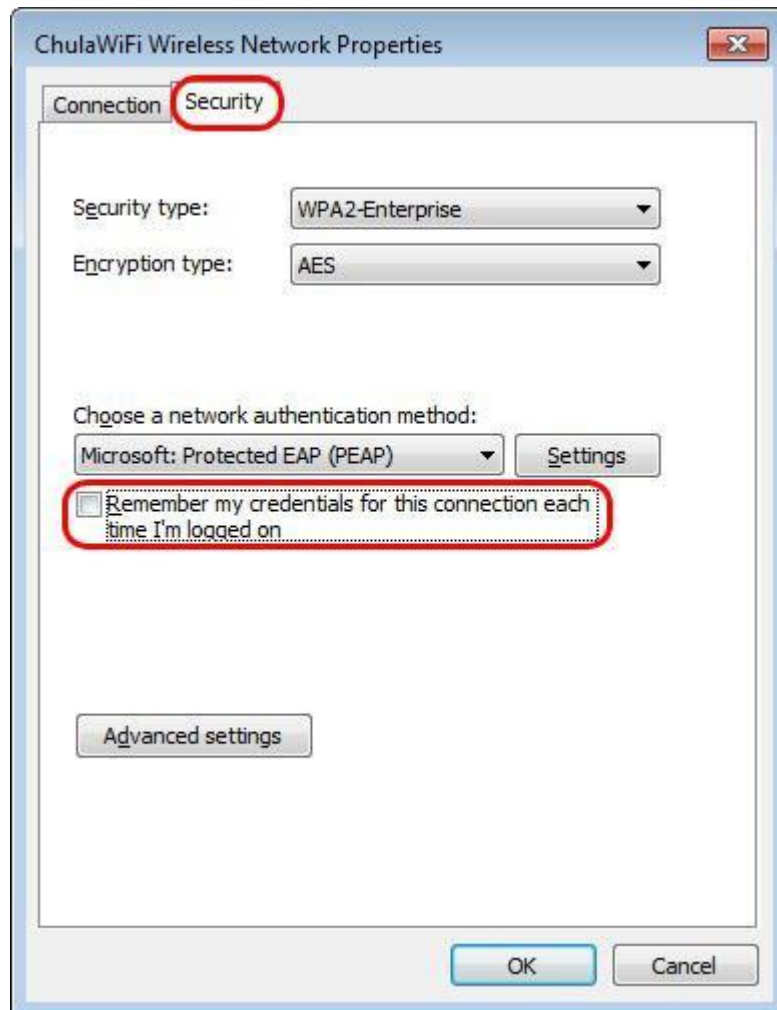 ChulaWiFi Wireless Network Properties
Connection Security
Security type: WPA2-Enterprise
Encryption type: AES
Choose a network authentication method:
Microsoft: Protected EAP (PEAP) Settings
Remember my credentials for this connection each
time I'm logged on
Advanced settings
OK Cancel